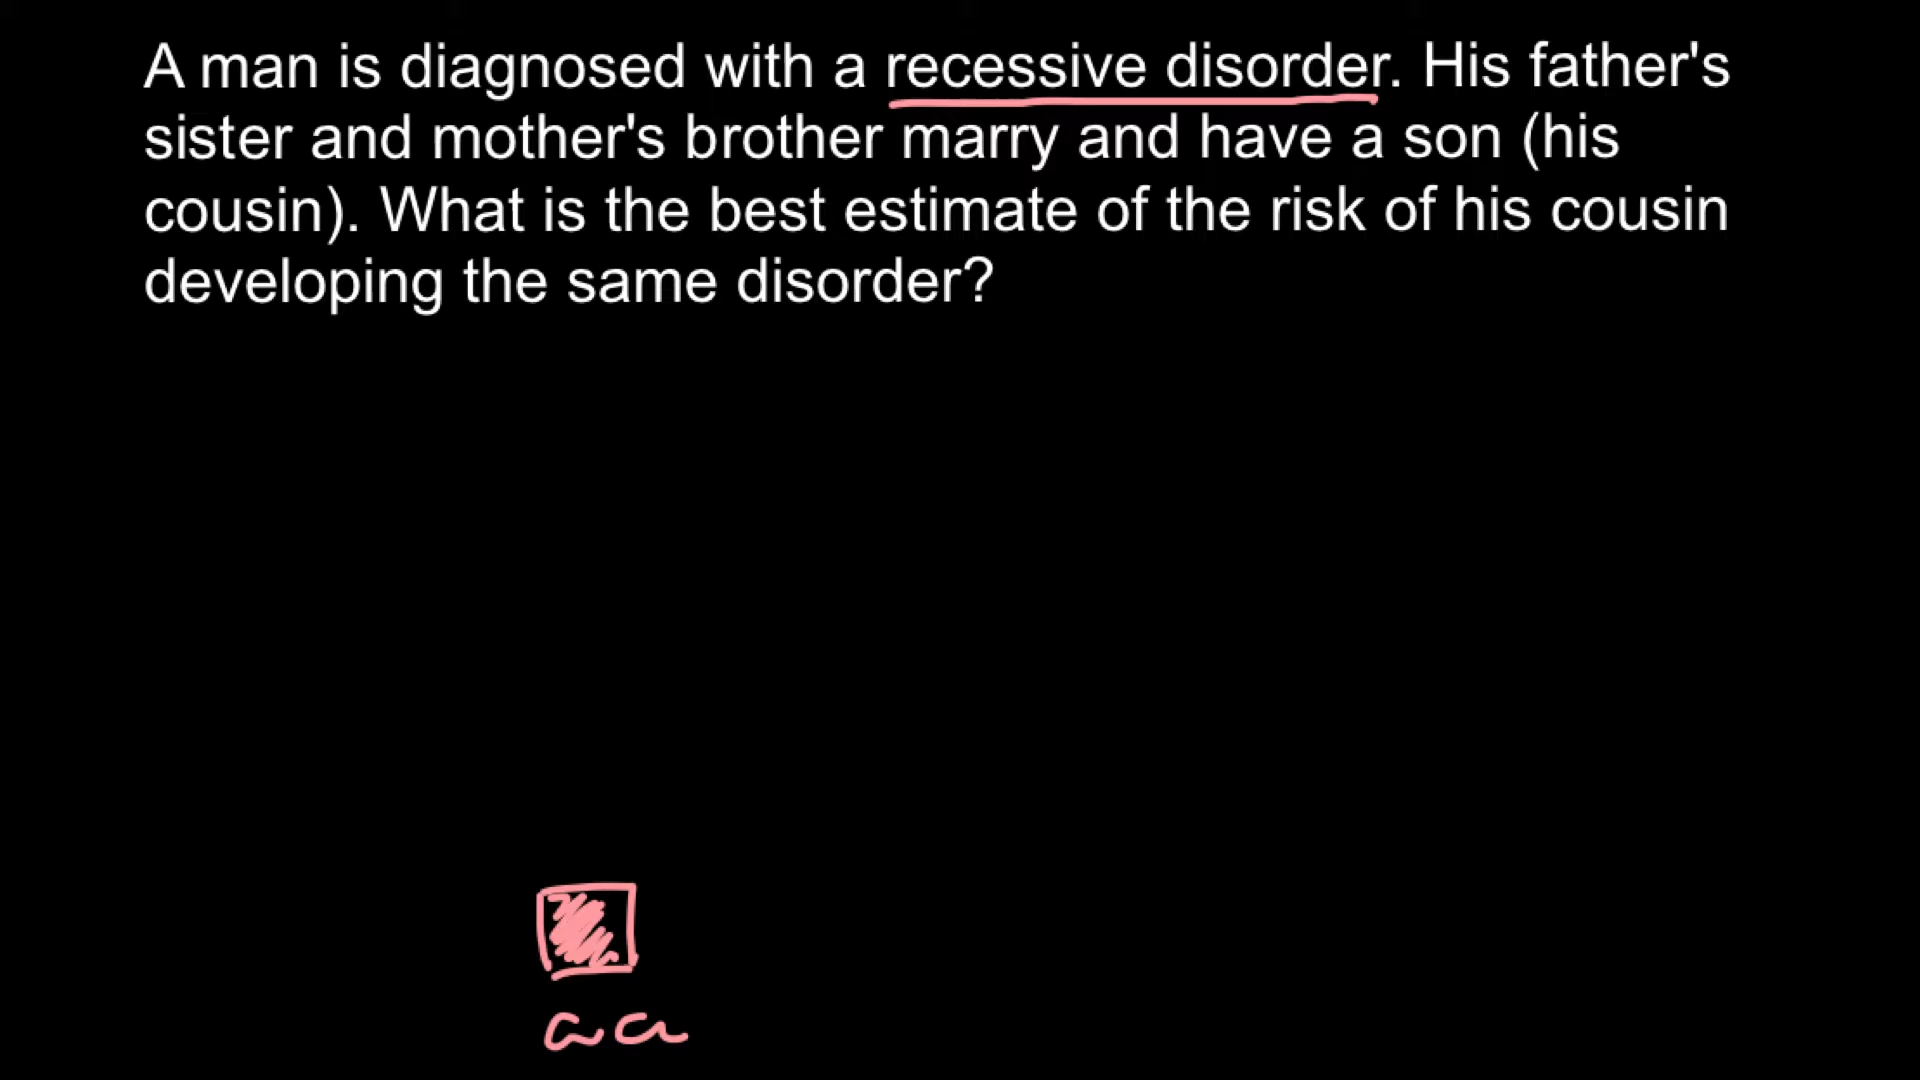 A man is diagnosed with a recessive disorder. His father's
sister and mother's brother marry and have a son (his
cousin). What is the best estimate of the risk of his cousin
developing the same disorder?
aa